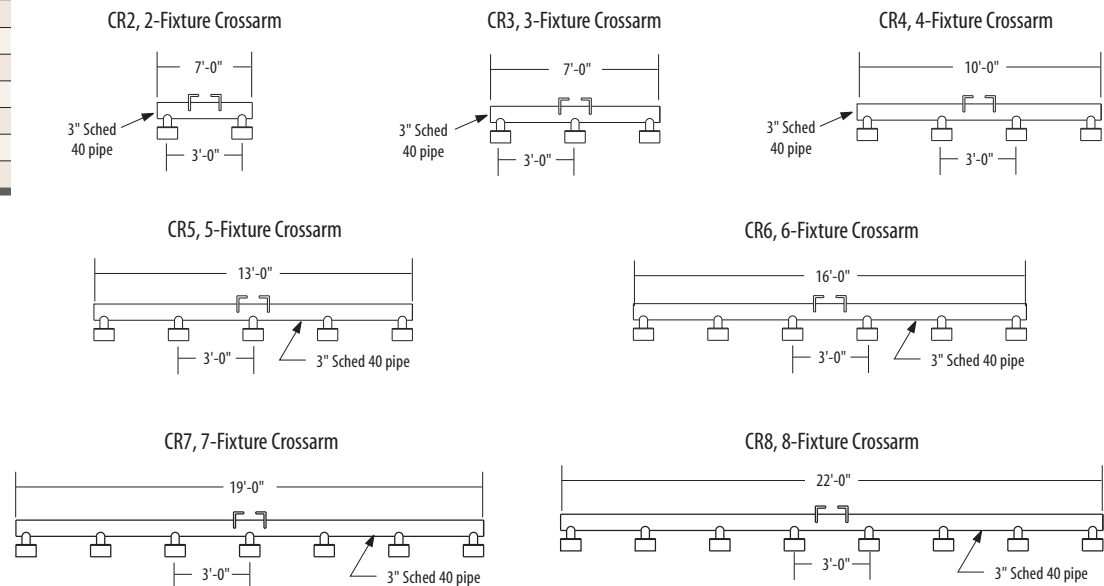 CR2, 2-Fixture Crossarm
7'-0"
3" Sched
40 pipe
3'-0"
CR3, 3-Fixture Crossarm
7'-0"
3" Sched
40 pipe
3'-0"
CR4, 4-Fixture Crossarm
10'-0"
3" Sched
40 pipe
3'-0"
CR5, 5-Fixture Crossarm
13'-0"
3'-0"
3" Sched 40 pipe
CR6, 6-Fixture Crossarm
16'-0"
3'-0"
3" Sched 40 pipe
CR7, 7-Fixture Crossarm
19'-0"
3'-0"
3" Sched 40 pipe
CR8, 8-Fixture Crossarm
22'-0"
3'-0"
3" Sched 40 pipe